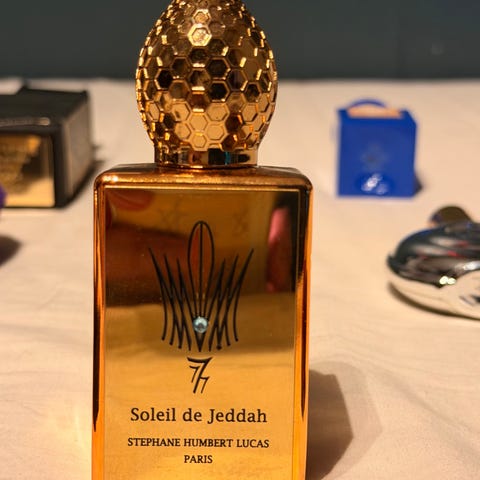 777
Soleil de Jeddah
STEPHANE HUMBERT LUCAS
PARIS